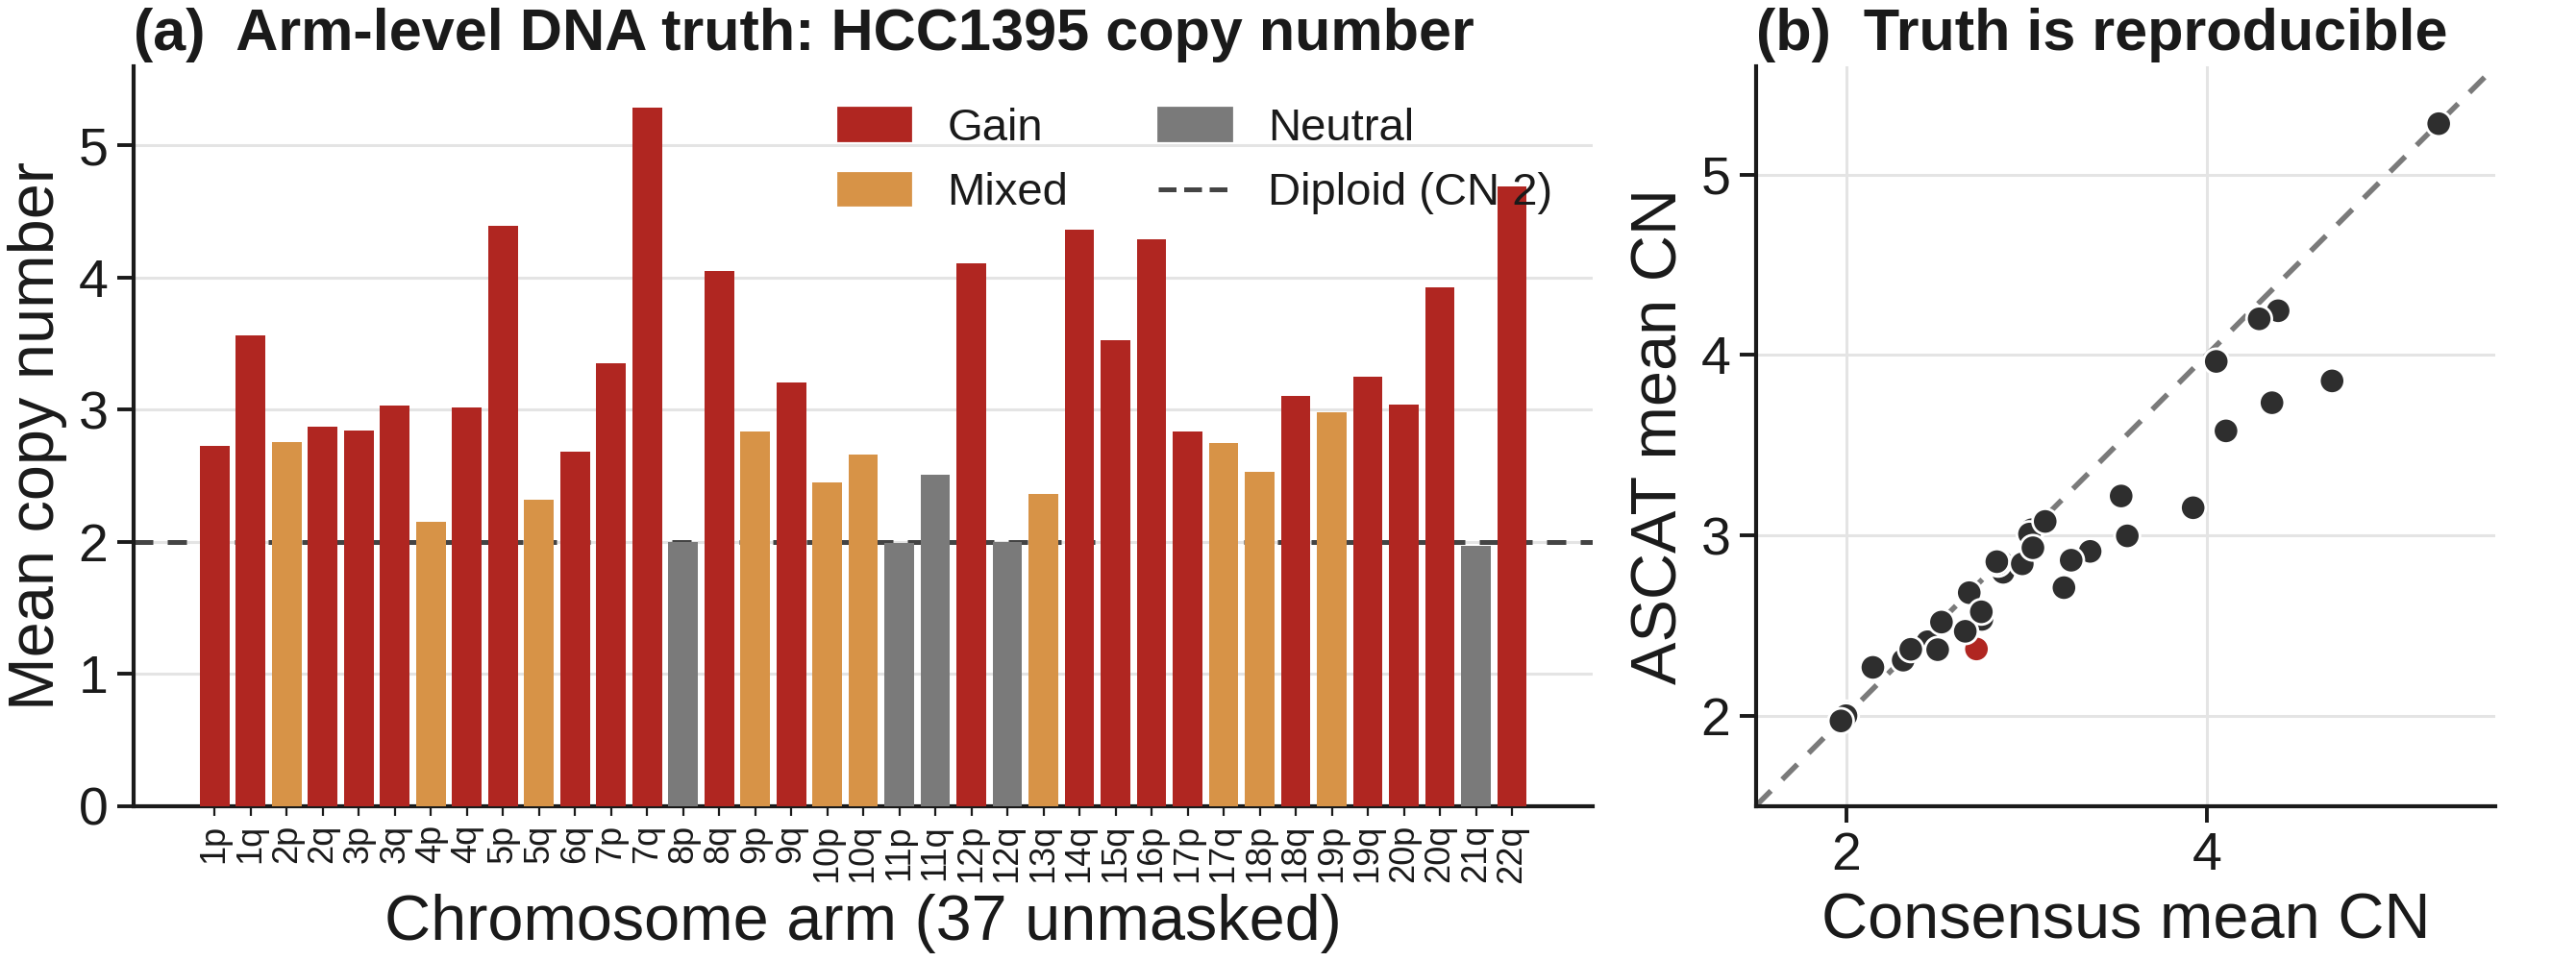 (a) Arm-level DNA truth: HCC1395 copy number
Mean copy number
5
4
3
2
1
0
Gain
Mixed
Neutral
Diploid (CN 2)
1p
1q
2p
2q
3p
3q
4p
4q
5p
5q
6q
7p
7q
8p
8q
9p
9q
10p
10q
11p
11q
12p
12q
13q
14q
15q
16p
17p
17q
18p
18q
19p
19q
20p
20q
21q
22q
Chromosome arm (37 unmasked)
(b) Truth is reproducible
ASCAT mean CN
5
4
3
2
2
4
Consensus mean CN